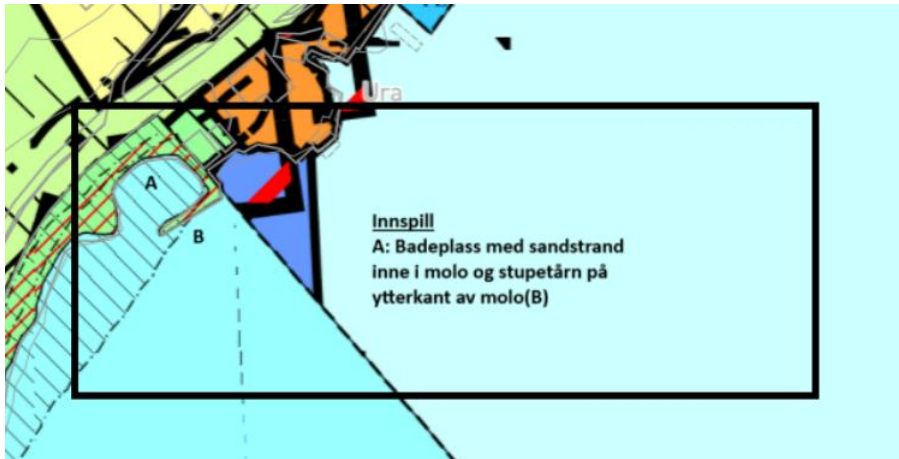 Ura
A
B
Innspill
A: Badeplass med sandstrand
inne i molo og stupetårn på
ytterkant av molo(B)